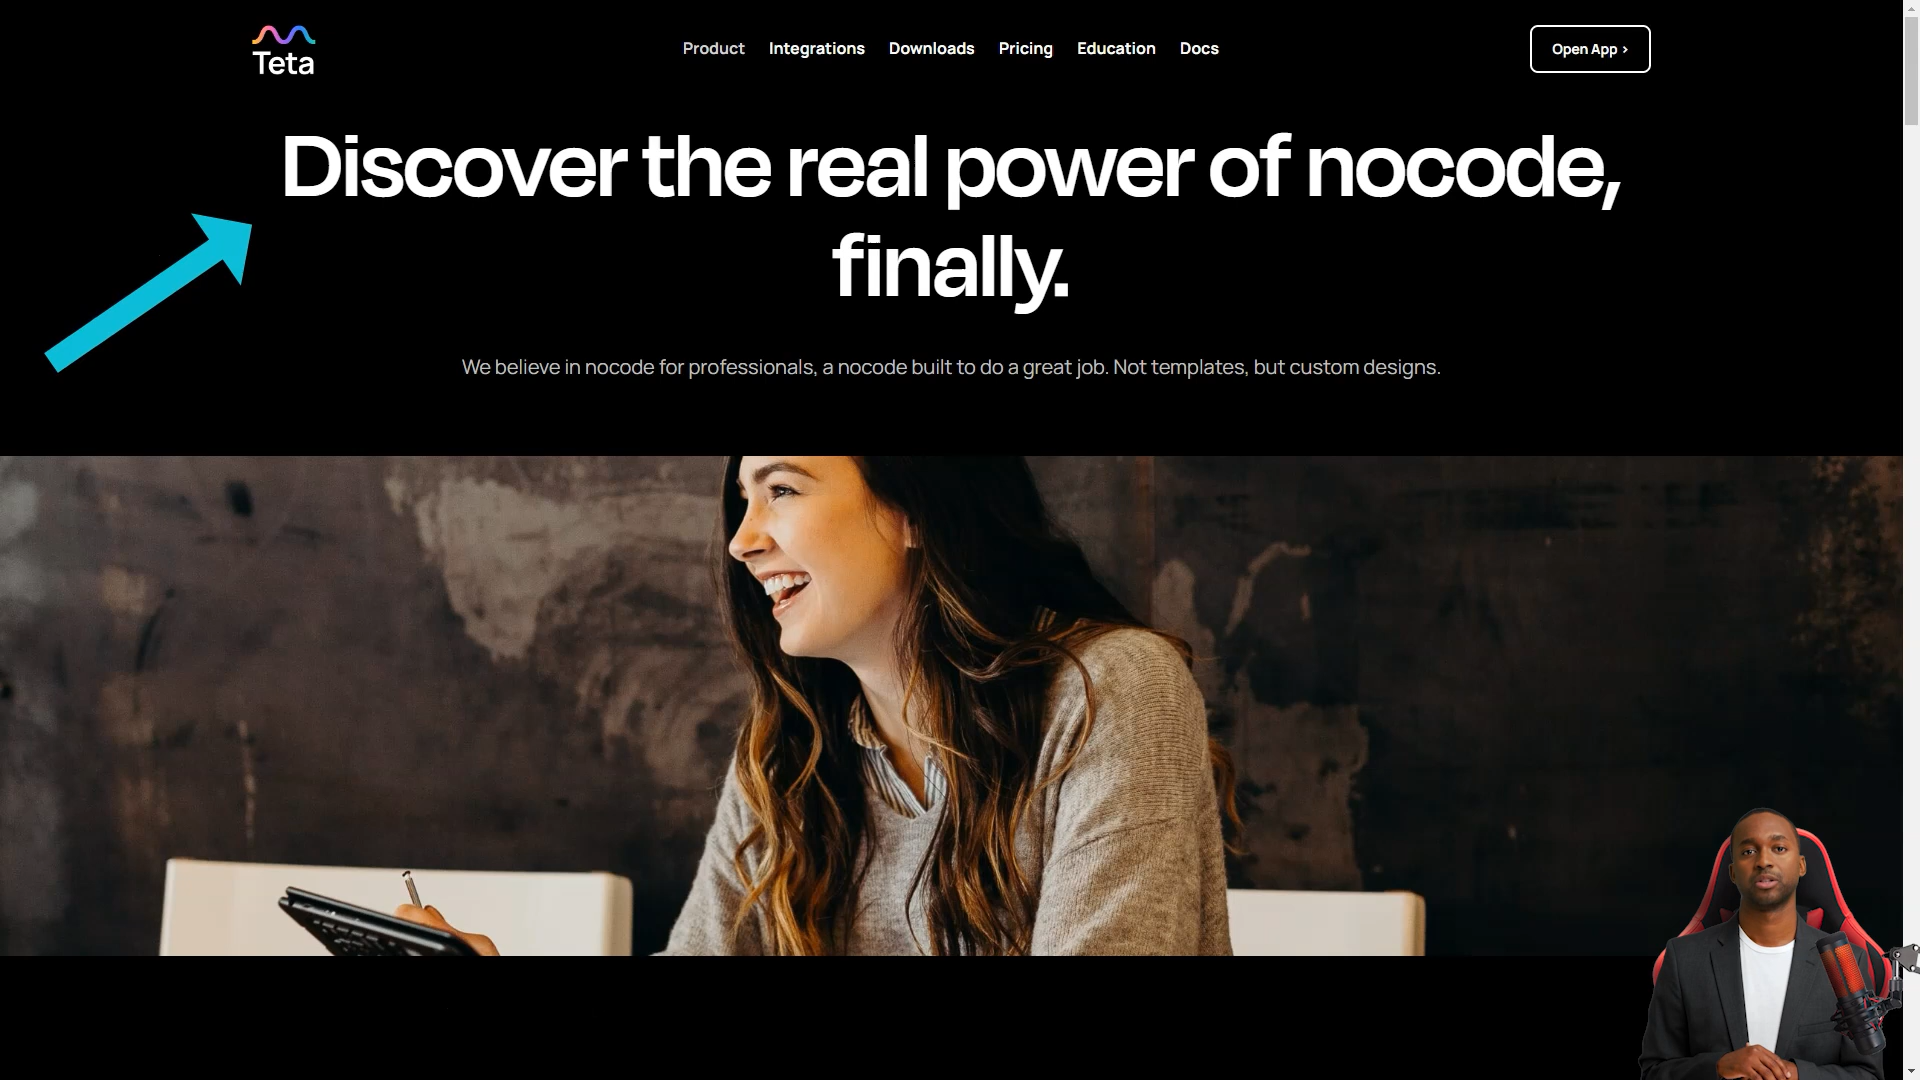 Teta
Product Integrations Downloads Pricing Education Docs
Open App ›
Discover the real power of nocode,
finally.
We believe in nocode for professionals, a nocode built to do a great job. Not templates, but custom designs.